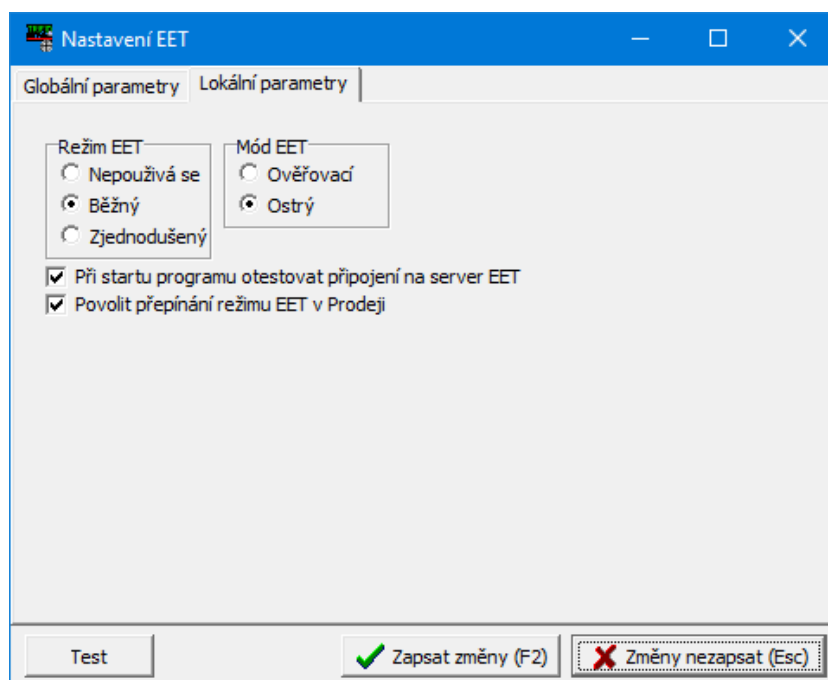 Nastavení EET
Globální parametry Lokální parametry
Režim EET Mód EET
Nepouživá se Ověřovací
Běžný Ostrý
Zjednodušený
Při startu programu otestovat připojení na server EET
Povolit přepínání režimu EET v Prodeji
Test Zapsat změny (F2) Změny nezapsat (Esc)